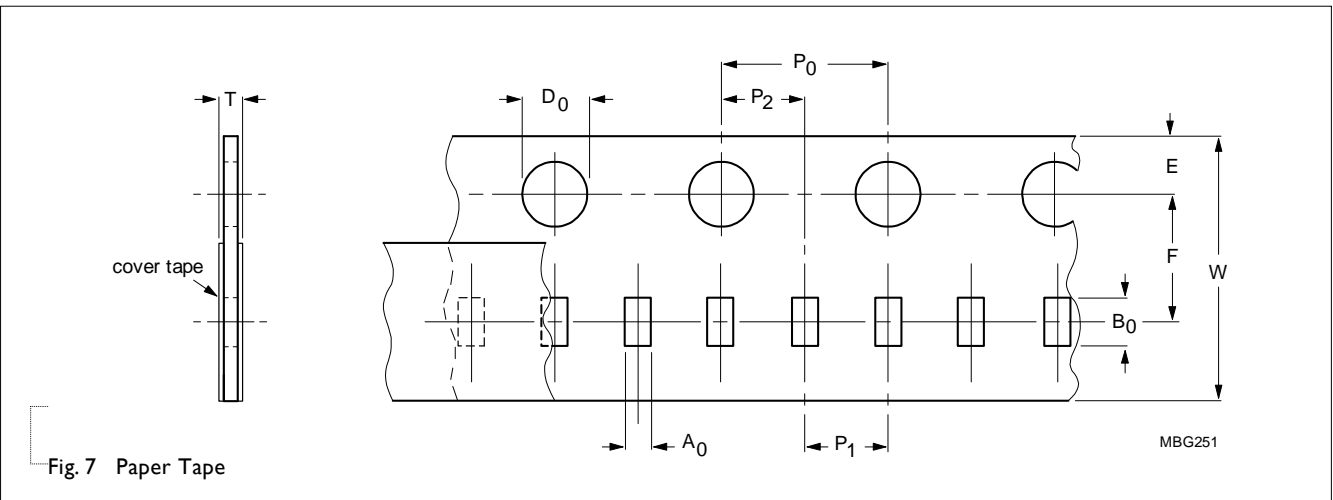 P0
T
D0
P2
E
F
W
cover tape
B0
A0
P1
MBG251
Fig. 7 Paper Tape